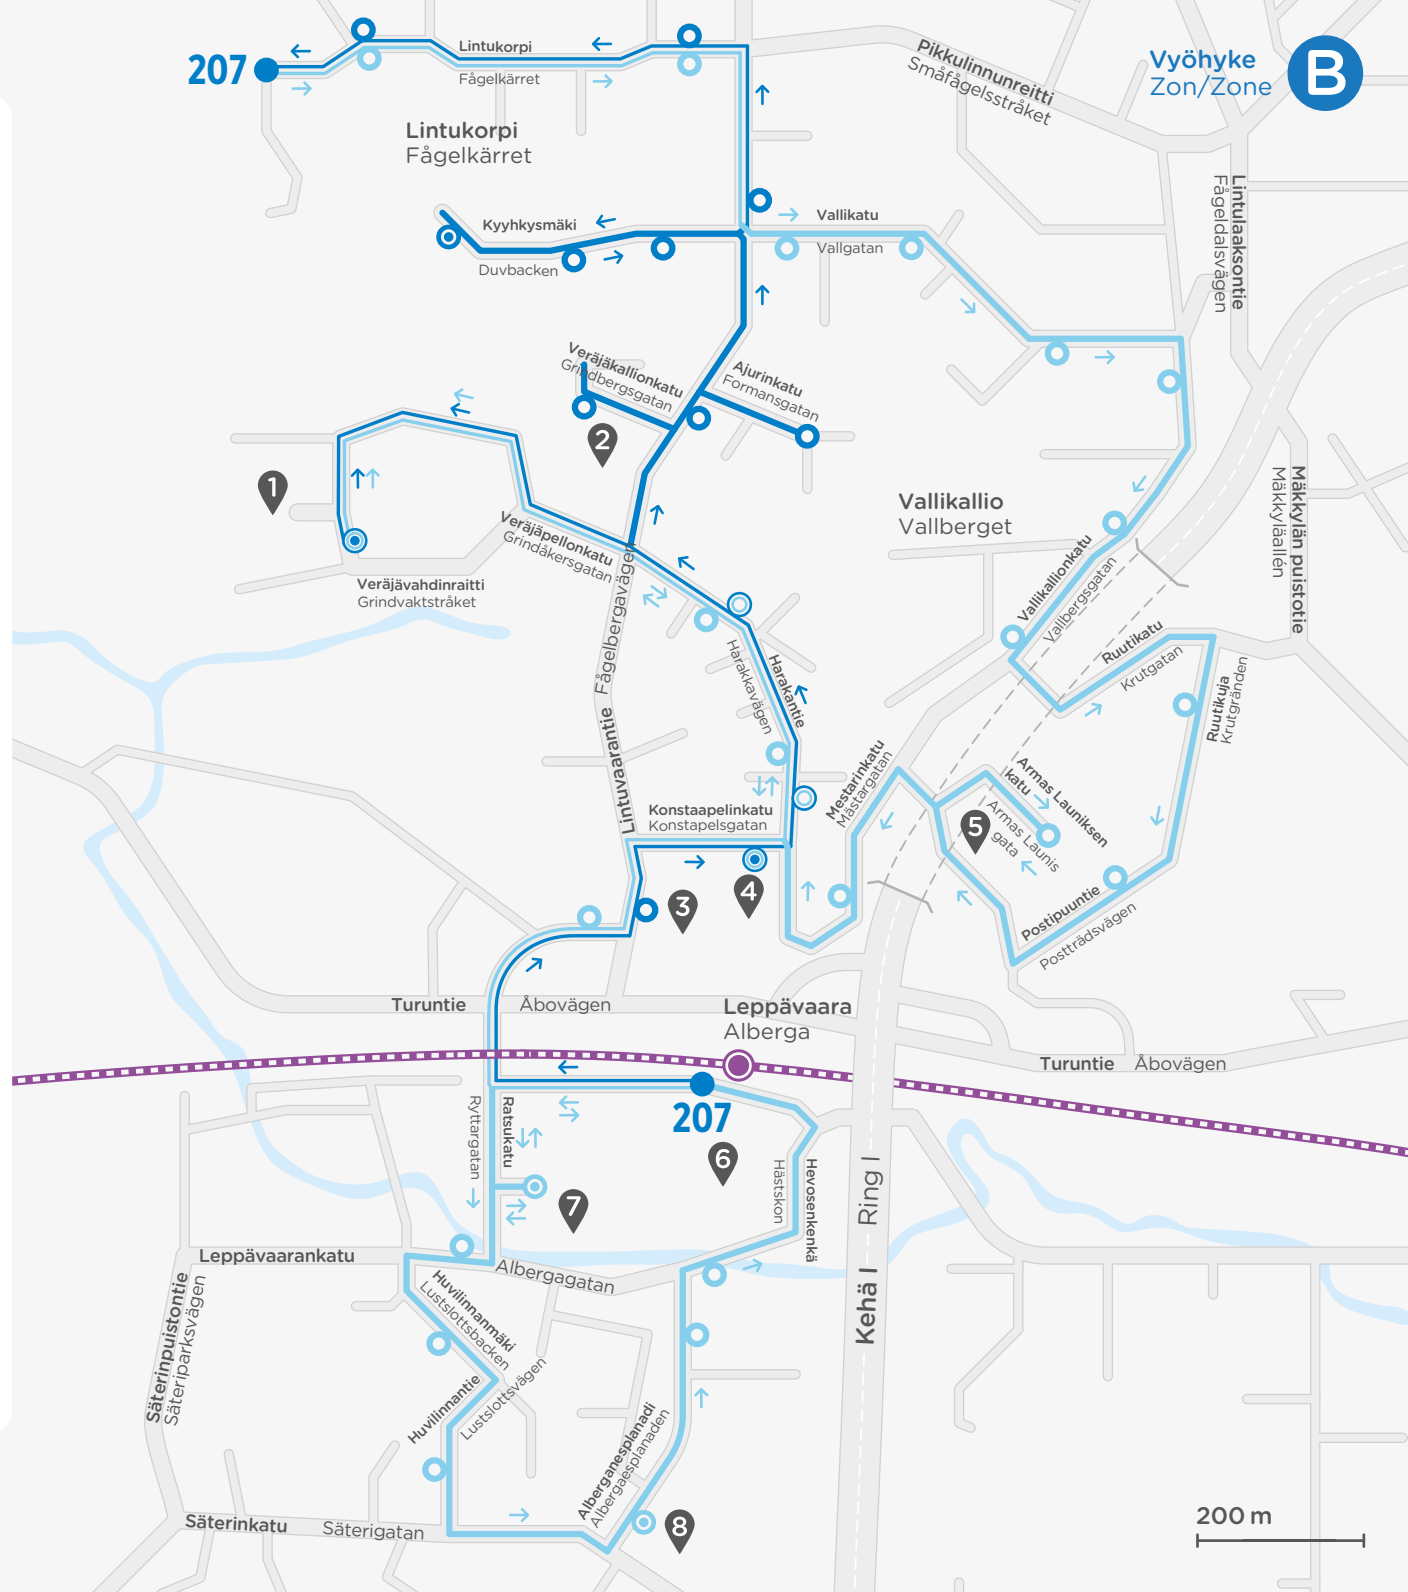 207
Lintukorpi
Fågelkärret
Pikkulinnunreitti
Småfågelsstråket
Vyöhyke
Zon/Zone
B
Lintukorpi
Fågelkärret
Lintulaaksontie
Fågeldalsvägen
Kyyhkysmäki
Duvbacken
Vallikatu
Vallgatan
Veräjäkallionkatu
Grindbergsgatan
Ajurinkatu
Formansgatan
2
1
Vallikallio
Vallberget
Mäkkylän puistotie
Mäkkyläallén
Veräjäpellonkatu
Grindåkersgatan
Veräjävahdinraitti
Grindvaktstråket
Vallikallionkatu
Vallbergsgatan
Lintuvaarantie Fågelbergavägen
Harakantie
Harakkavägen
Ruutikatu
Krutgatan
Ruutikuja
Krutgränden
Mestarinkatu
Mästargatan
Armas Launiksen
katu
Armas Launis
gata
5
Konstaapelinkatu
Konstapelsgatan
3
4
Postipuuntie
Postträdsvägen
Turuntie Åbovägen
Leppävaara
Alberga
Turuntie Åbovägen
207
Ratsukatu
Ryttargatan
6
7
Hevosenkenkä
Hästskon
Kehä I Ring I
Leppävaarankatu
Albergagatan
Säterinpuistontie
Säteriparksvägen
Huvilinnanmäki
Lustslottsbacken
Huvilinnantie
Lustslottsvägen
Alberganesplanadi
Albergaesplanaden
8
Säterinkatu Säterigatan
200 m